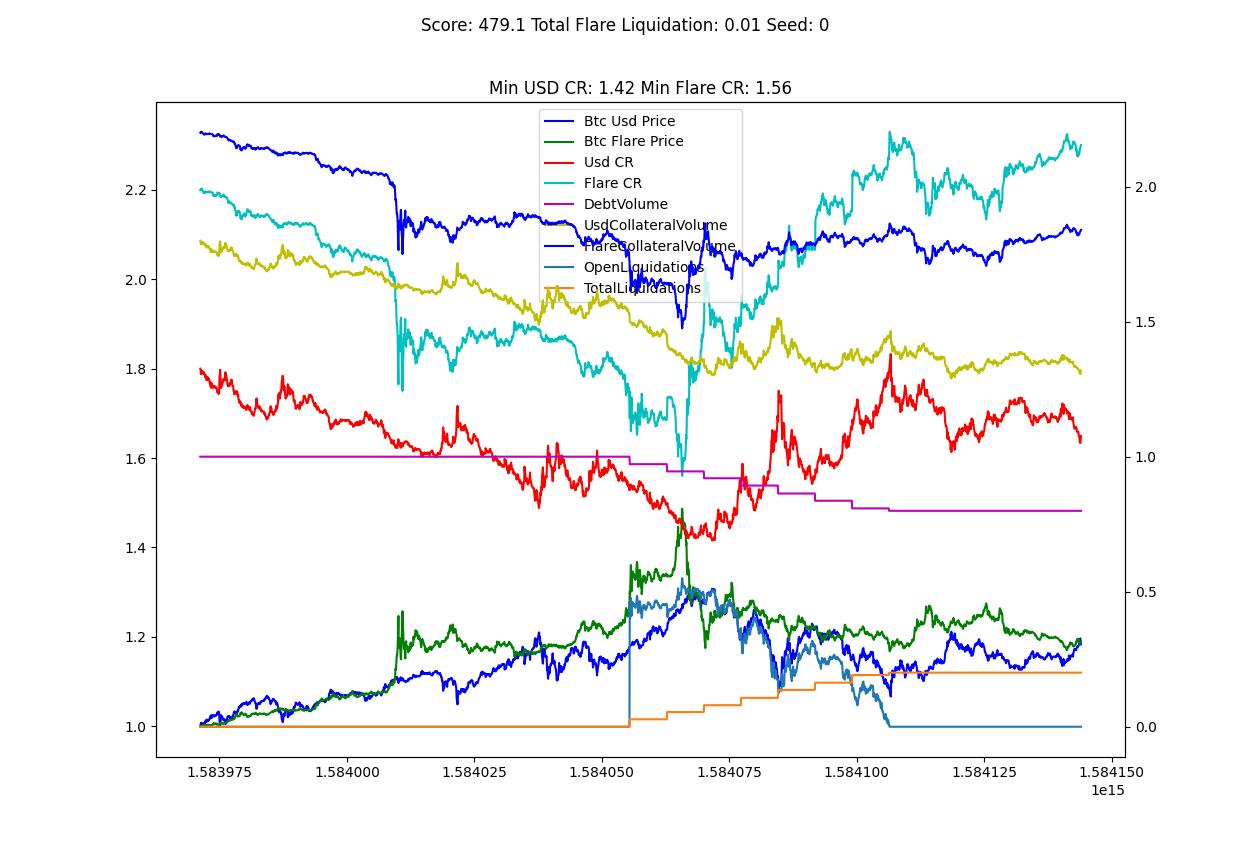 Score: 479.1 Total Flare Liquidation: 0.01 Seed: 0
Min USD CR: 1.42 Min Flare CR: 1.56
Btc Usd Price
Btc Flare Price
Usd CR
Flare CR
DebtVolume
UsdCollateralVolume
FlareCollateralVolume
OpenLiquidations
TotalLiquidations
2.2
2.0
1.8
1.6
1.4
1.2
1.0
2.0
1.5
1.0
0.5
0.0
1.583975
1.584000
1.584025
1.584050
1.584075
1.584100
1.584125
1.584150
1e15